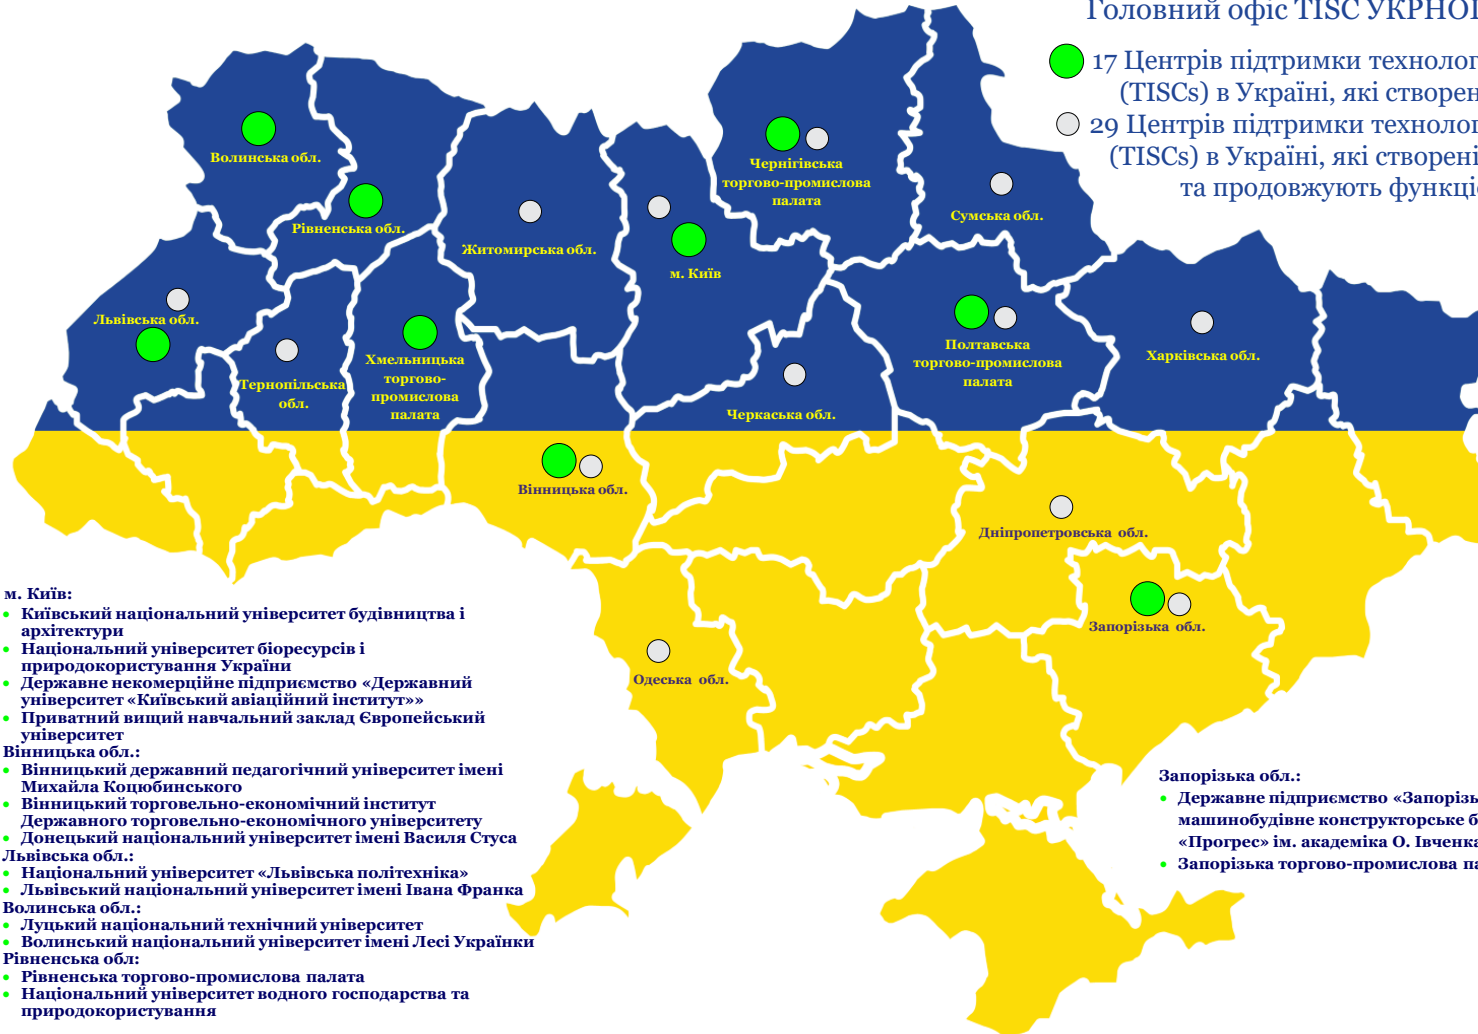 Головний офіс TISC
17 Центрів підтримки
(TISCs) в Україні, які
29 Центрів підтримки
(TISCs) в Україні, які створені
та продовжують
Волинська обл.
Рівненська обл.
Житомирська обл.
Чернігівська
торгово-промислова
палата
м. Київ
Сумська обл.
Львівська обл.
Тернопільська
обл.
Хмельницька
торгово-
промислова
палата
Черкаська обл.
Полтавська
торгово-промислова
палата
Харківська обл.
Вінницька обл.
Дніпропетровська обл.
Запорізька обл.
Одеська обл.
м. Київ:
• Київський національний університет будівництва і
архітектури
• Національний університет біоресурсів і
природокористування України
• Державне некомерційне підприємство «Державний
університет «Київський авіаційний інститут»»
• Приватний вищий навчальний заклад Європейський
університет
Вінницька обл.:
• Вінницький державний педагогічний університет імені
Михайла Коцюбинського
• Вінницький торговельно-економічний інститут
Державного торговельно-економічного університету
• Донецький національний університет імені Василя Стуса
Львівська обл.:
• Національний університет «Львівська політехніка»
• Львівський національний університет імені Івана Франка
Волинська обл.:
• Луцький національний технічний університет
• Волинський національний університет імені Лесі Українки
Рівненська обл:
• Рівненська торгово-промислова палата
• Національний університет водного господарства та
природокористування
Запорізька обл.:
• Державне підприємство
машинобудівне конструкторське
«Прогрес» ім. академіка О. Івченка
• Запорізька торгово-промислова